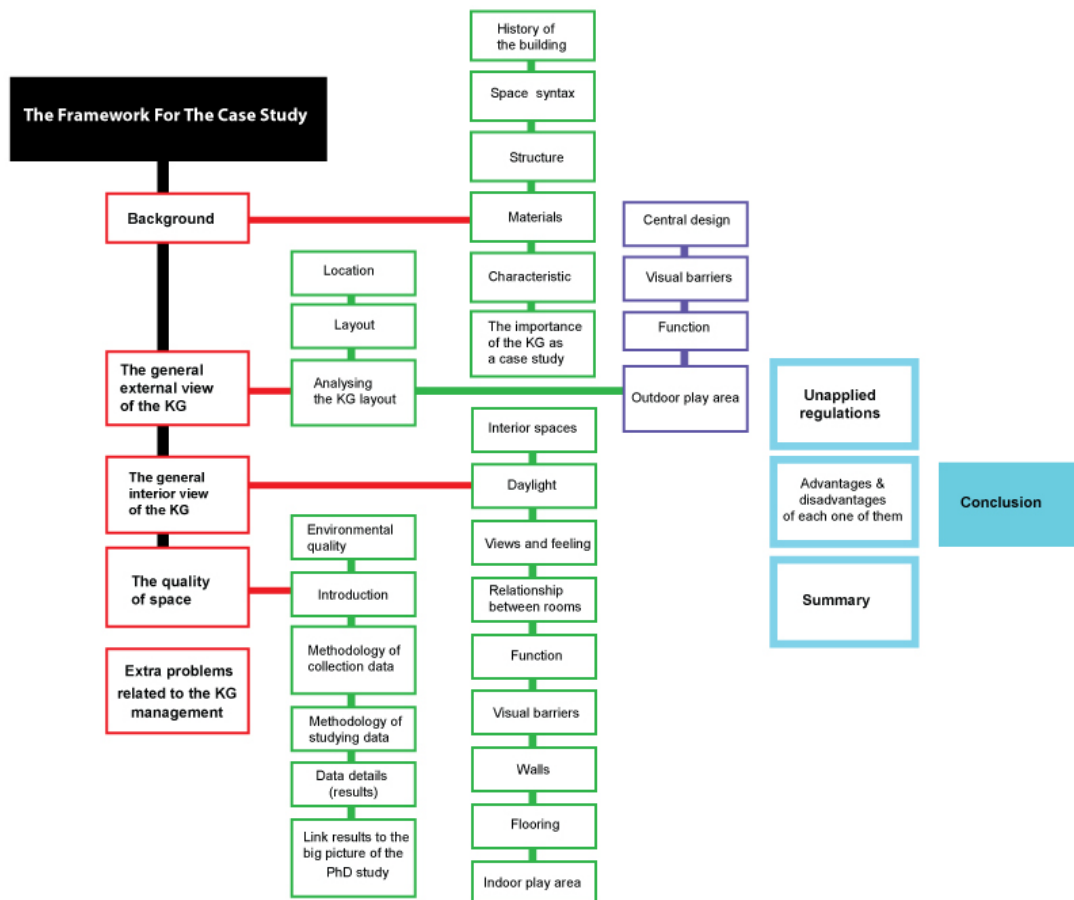 The Framework For The Case Study
Background
The general
external view
of the KG
The general
interior view
of the KG
The quality
of space
Extra problems
related to the KG
management
Location
Layout
Analysing
the KG layout
Environmental
quality
Introduction
Methodology of
collection data
Methodology of
studying data
Data details
(results)
Link results to the
big picture of the
PhD study
History of
the building
Space syntax
Structure
Materials
Characteristic
The importance
of the KG as
a case study
Interior spaces
Daylight
Views and feeling
Relationship
between rooms
Function
Visual barriers
Walls
Flooring
Indoor play area
Central design
Visual barriers
Function
Outdoor play area
Unapplied
regulations
Advantages &
disadvantages
of each one of them
Summary
Conclusion